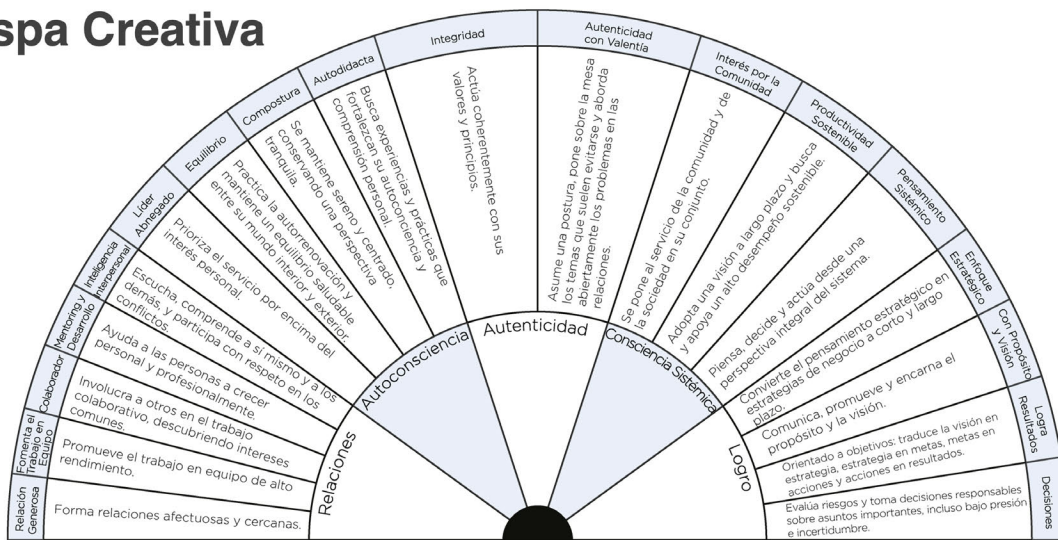 spa Creativa
Relación
Generosa
Forma relaciones afectuosas y cercanas.
Fomenta el
Trabajo en
Equipo
Promueve el trabajo en equipo de alto
rendimiento.
Colaborador
Involucra a otros en el trabajo
colaborativo, descubriendo intereses
comunes.
Mentoring y
Desarrollo
Ayuda a las personas a crecer
personal y profesionalmente.
Inteligencia
Interpersonal
Escucha, comprende a sí mismo y a los
demás, y participa con respeto en los
conflictos.
Relaciones
Líder
Abnegado
Prioriza el servicio por encima del
interés personal.
Equilibrio
Practica la autorrenovación y
mantiene un equilibrio saludable
entre su mundo interior y exterior.
Compostura
Se mantiene sereno y centrado,
conservando una perspectiva
tranquila.
Autodidacta
Busca experiencias y prácticas que
fortalezcan su autoconciencia y
comprensión personal.
Autoconsciencia
Integridad
Actúa coherentemente con sus
valores y principios.
Autenticidad
con Valentía
Asume una postura, pone sobre la mesa
los temas que suelen evitarse y aborda
abiertamente los problemas en las
relaciones.
Autenticidad
Interés por la
Comunidad
Se pone al servicio de la comunidad y de
la sociedad en su conjunto.
Productividad
Sostenible
Adopta una visión a largo plazo y busca
y apoya un alto desempeño sostenible.
Pensamiento
Sistémico
Piensa, decide y actúa desde una
perspectiva integral del sistema.
Consciencia Sistémica
Enfoque
Estratégico
Convierte el pensamiento estratégico en
estrategias de negocio a corto y largo
plazo.
Con Propósito
y Visión
Comunica, promueve y encarna el
propósito y la visión.
Logra
Resultados
Orientado a objetivos: traduce la visión en
estrategia, estrategia en metas, metas en
acciones y acciones en resultados.
Decisiones
Evalúa riesgos y toma decisiones responsables
sobre asuntos importantes, incluso bajo presión
e incertidumbre.
Logro